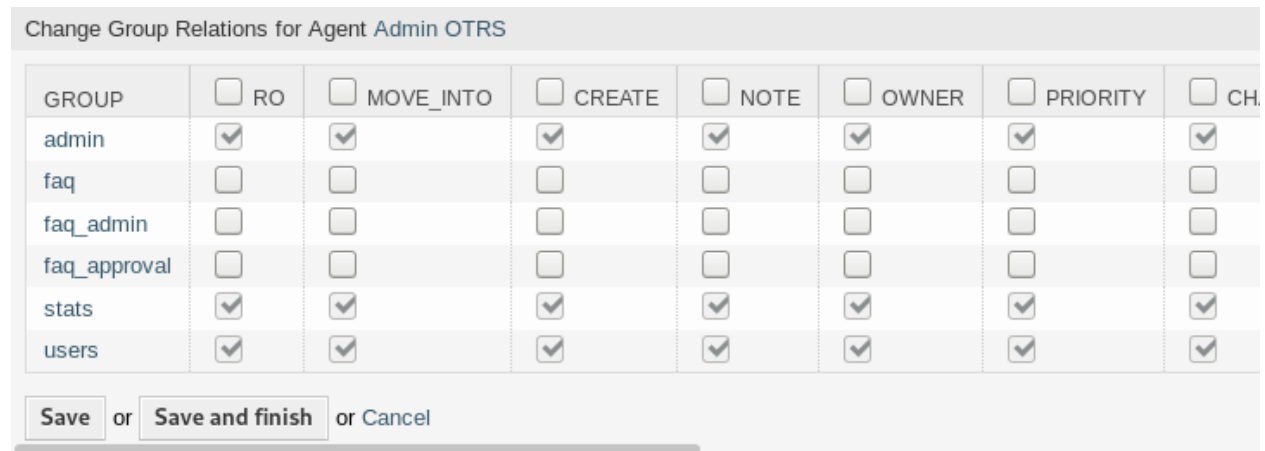 Change Group Relations for Agent Admin OTRS
GROUP RO MOVE_INTO CREATE NOTE OWNER PRIORITY
admin
faq
faq_admin
faq_approval
stats
users
Save or Save and finish or Cancel